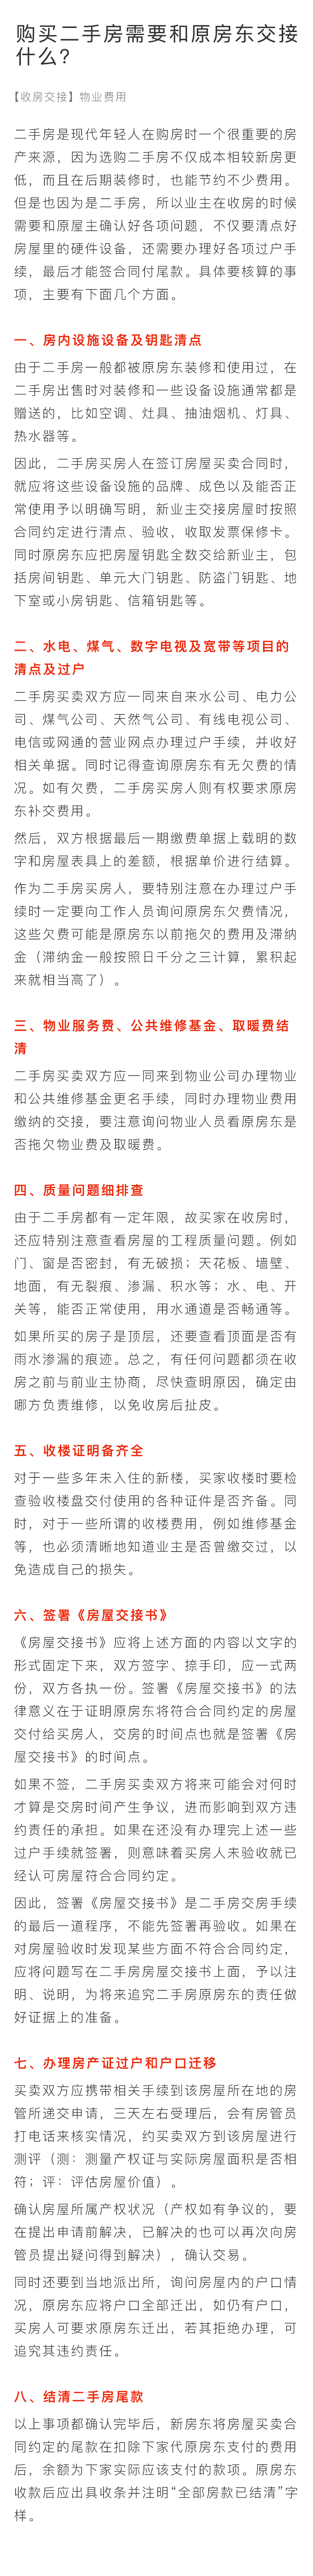 购买二手房需要和原房东交接
什么?
【收房交接】物业费用
二手房是现代年轻人在购房时一个很重要的房
产来源，因为选购二手房不仅成本相较新房更
低，而且在后期装修时，也能节约不少费用。
但是也因为是二手房，所以业主在收房的时候
需要和原屋主确认好各项问题，不仅要清点好
房屋里的硬件设备，还需要办理好各项过户手
续，最后才能签合同付尾款。具体要核算的事
项，主要有下面几个方面。
一、房内设施设备及钥匙清点
由于二手房一般都被原房东装修和使用过，在
二手房出售时对装修和一些设备设施通常都是
赠送的，比如空调、灶具、抽油烟机、灯具、
热水器等。
因此，二手房买房人在签订房屋买卖合同时，
就应将这些设备设施的品牌、成色以及能否正
常使用予以明确写明，新业主交接房屋时按照
合同约定进行清点、验收，收取发票保修卡。
同时原房东应把房屋钥匙全数交给新业主，包
括房间钥匙、单元大门钥匙、防盗门钥匙、地
下室或小房钥匙、信箱钥匙等。
二、水电、煤气、数字电视及宽带等项目的
清点及过户
二手房买卖双方应一同来自来水公司、电力公
司、煤气公司、天然气公司、有线电视公司、
电信或网通的营业网点办理过户手续，并收好
相关单据。同时记得查询原房东有无欠费的情
况。如有欠费，二手房买房人则有权要求原房
东补交费用。
然后，双方根据最后一期缴费单据上载明的数
字和房屋表具上的差额，根据单价进行结算。
作为二手房买房人，要特别注意在办理过户手
续时一定要向工作人员询问原房东欠费情况，
这些欠费可能是原房东以前拖欠的费用及滞纳
金（滞纳金一般按照日千分之三计算，累积起
来就相当高了）。
三、物业服务费、公共维修基金、取暖费结
清
二手房买卖双方应一同来到物业公司办理物业
和公共维修基金更名手续，同时办理物业费用
缴纳的交接，要注意询问物业人员看原房东是
否拖欠物业费及取暖费。
四、质量问题细排查
由于二手房都有一定年限，故买家在收房时，
还应特别注意查看房屋的工程质量问题。例如
门、窗是否密封，有无破损；天花板、墙壁、
地面，有无裂痕、渗漏、积水等；水、电、开
关等，能否正常使用，用水通道是否畅通等。
如果所买的房子是顶层，还要查看顶面是否有
雨水渗漏的痕迹。总之，有任何问题都须在收
房之前与前业主协商，尽快查明原因，确定由
哪方负责维修，以免收房后扯皮。
五、收楼证明备齐全
对于一些多年未入住的新楼，买家收楼时要检
查验收楼盘交付使用的各种证件是否齐备。同
时，对于一些所谓的收楼费用，例如维修基金
等，也必须清晰地知道业主是否曾缴交过，以
免造成自己的损失。
六、签署《房屋交接书》
《房屋交接书》应将上述方面的内容以文字的
形式固定下来，双方签字、捺手印，应一式两
份，双方各执一份。签署《房屋交接书》的法
律意义在于证明原房东将符合合同约定的房屋
交付给买房人，交房的时间点也就是签署《房
屋交接书》的时间点。
如果不签，二手房买卖双方将来可能会对何时
才算是交房时间产生争议，进而影响到双方违
约责任的承担。如果在还没有办理完上述一些
过户手续就签署，则意味着买房人未验收就已
经认可房屋符合合同约定。
因此，签署《房屋交接书》是二手房交房手续
的最后一道程序，不能先签署再验收。如果在
对房屋验收时发现某些方面不符合合同约定，
应将问题写在二手房房屋交接书上面，予以注
明、说明，为将来追究二手房原房东的责任做
好证据上的准备。
七、办理房产证过户和户口迁移
买卖双方应携带相关手续到该房屋所在地的房
管所递交申请，三天左右受理后，会有房管员
打电话来核实情况，约买卖双方到该房屋进行
测评（测：测量产权证与实际房屋面积是否相
符；评：评估房屋价值）。
确认房屋所属产权状况（产权如有争议的，要
在提出申请前解决，已解决的也可以再次向房
管员提出疑问得到解决），确认交易。
同时还要到当地派出所，询问房屋内的户口情
况，原房东应将户口全部迁出，如仍有户口，
买房人可要求原房东迁出，若其拒绝办理，可
追究其违约责任。
八、结清二手房尾款
以上事项都确认完毕后，新房东将房屋买卖合
同约定的尾款在扣除下家代原房东支付的费用
后，余额为下家实际应该支付的款项。原房东
收款后应出具收条并注明“全部房款已结清”字
样。